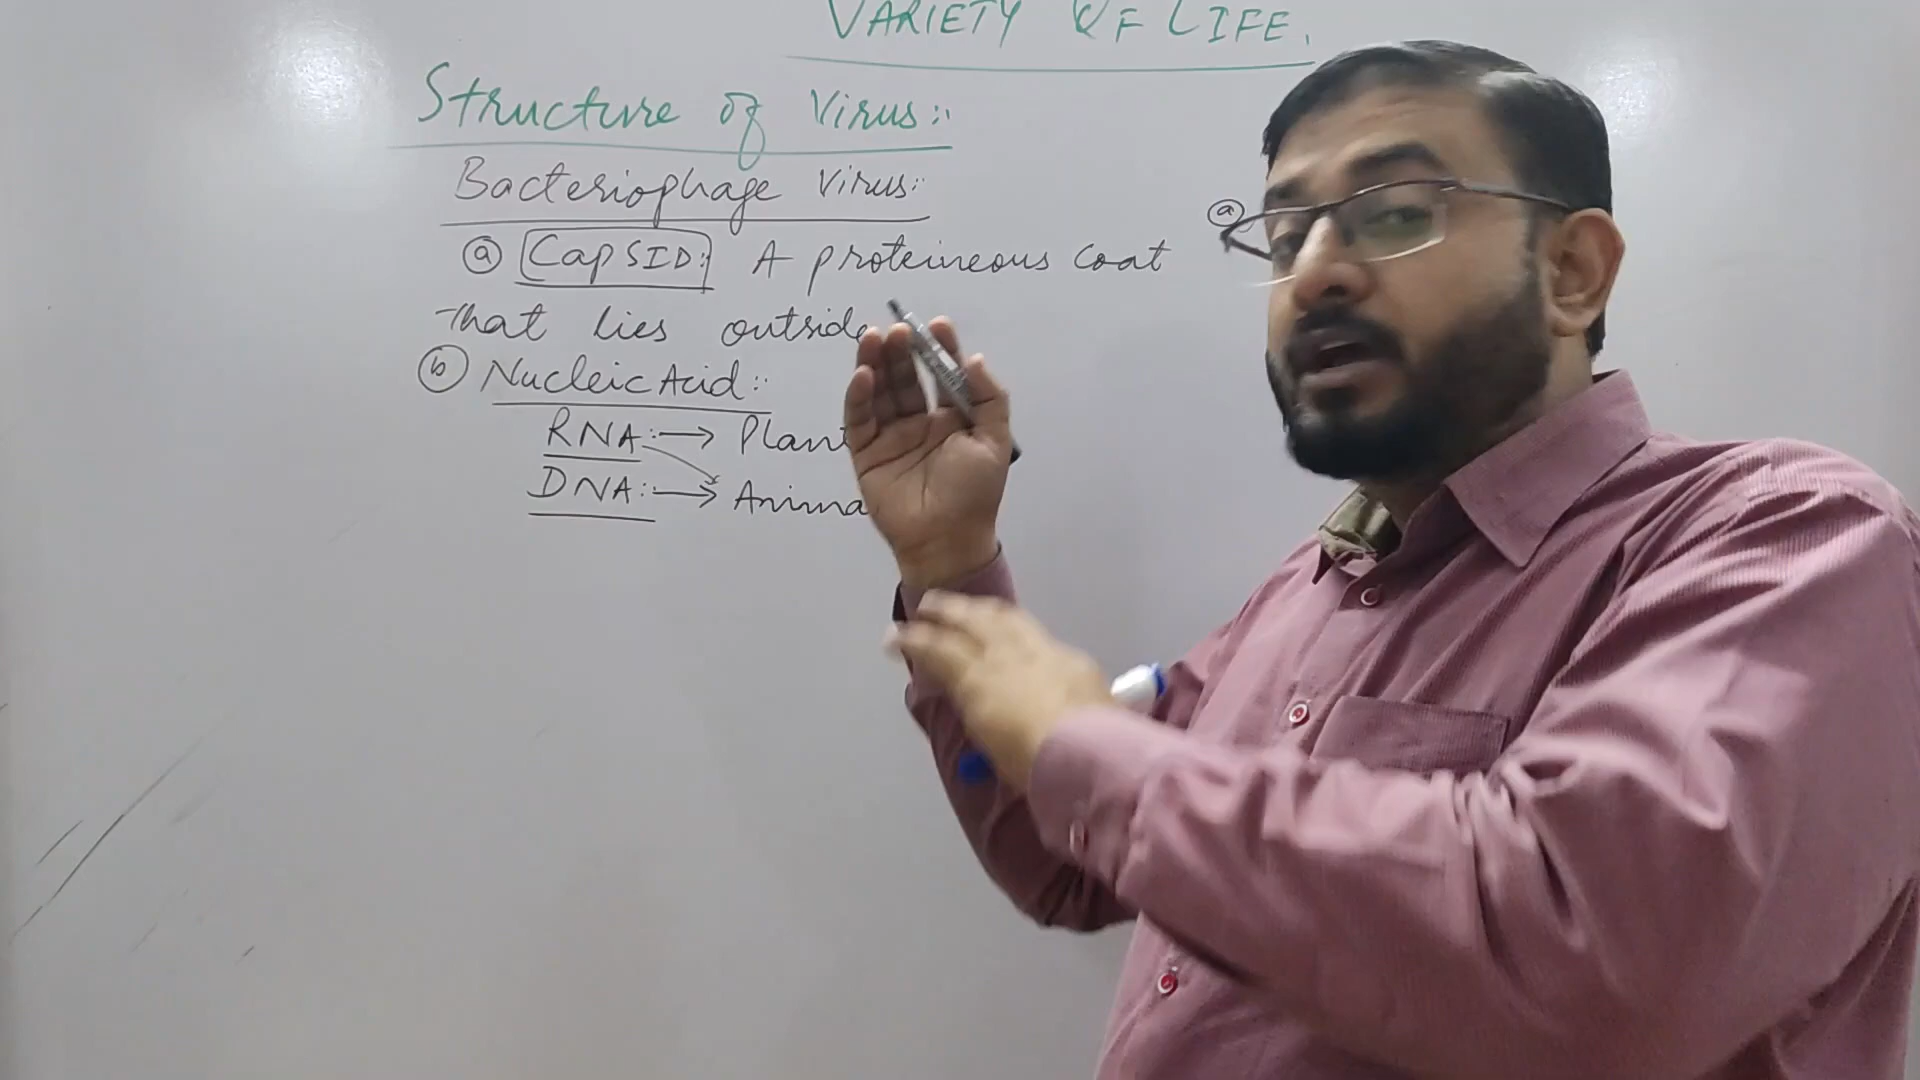 VARIETY OF LIFE.
Structure of Virus::
Bacteriophage Virus::
ⓐ CapSID: A proteineous coat
that lies outside
ⓑ Nucleic Acid::
RNA: → Plant
DNA: → Anima
ⓐ